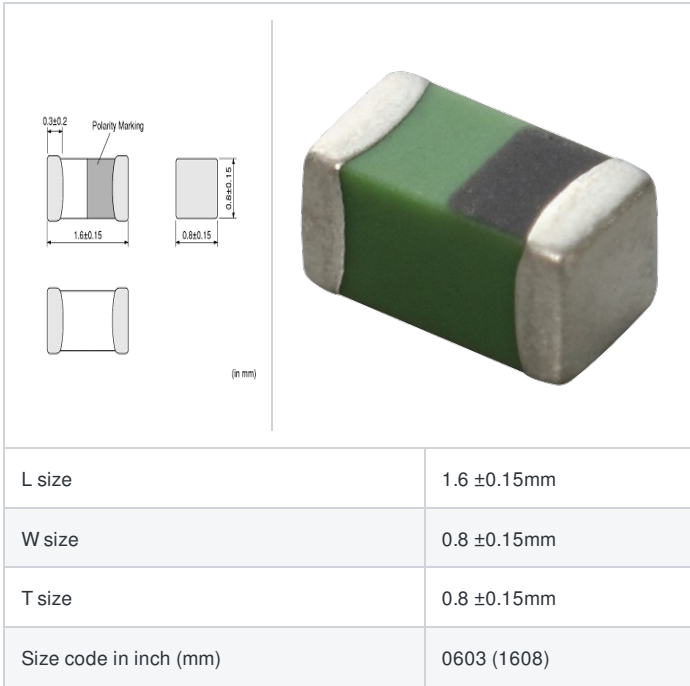 0.3±0.2
Polarity Marking
0.8±0.15
1.6±0.15
0.8±0.15
(in mm)
L size
1.6 ±0.15mm
W size
0.8 ±0.15mm
T size
0.8 ±0.15mm
Size code in inch (mm)
0603 (1608)